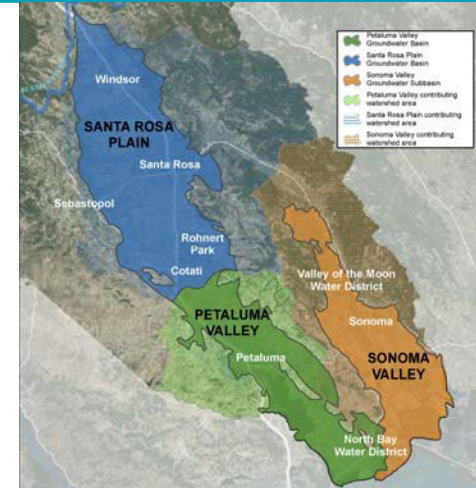 Petaluma Valley
Groundwater Basin
Santa Rosa Plain
Groundwater Basin
Sonoma Valley
Groundwater Subbasin
Petaluma Valley contributing
watershed area
Santa Rosa Plain contributing
watershed area
Sonoma Valley contributing
watershed area
Windsor
SANTA ROSA
PLAIN
Santa Rosa
Sebastopol
Rohnert
Park
Cotati
Valley of the Moon
Water District
PETALUMA
VALLEY
Sonoma
Petaluma
SONOMA
VALLEY
North Bay
Water District